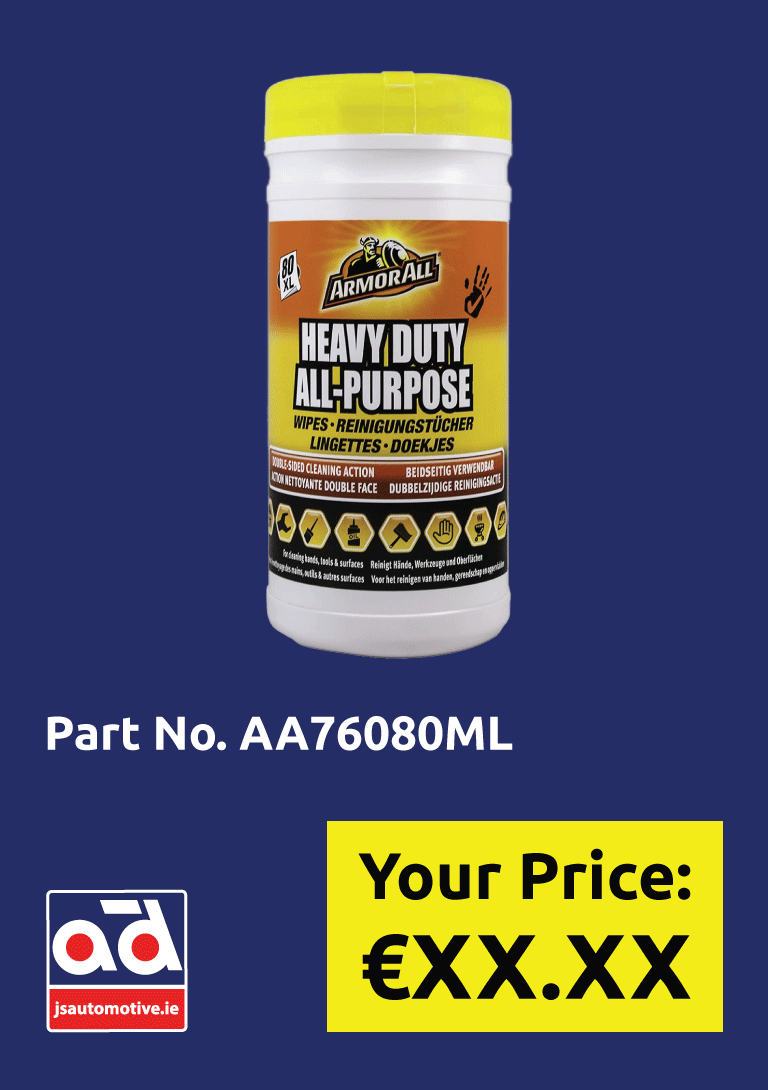 80
XL
ARMORALL
HEAVY DUTY
ALL-PURPOSE
WIPES • REINIGUNGSTÜCHER
LINGETTES • DOEKJES
DOUBLE-SIDED CLEANING ACTION BEIDSEITIG VERWENDBAR
ACTION NETTOYANTE DOUBLE FACE DUBBELZIJDIGE REINIGINGSACTIE
OIL
For cleaning hands, tools & surfaces Reinigt Hände, Werkzeuge und Oberflächen
des mains, outils & autres surfaces Voor het reinigen van handen, gereedschap en
Part No. AA76080ML
Your Price:
€XX.XX
ad
jsautomotive.ie